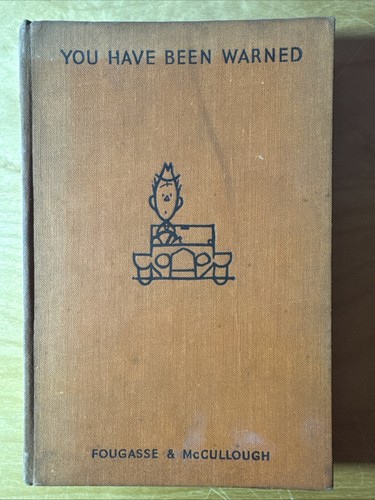 YOU HAVE BEEN WARNED
FOUGASSE & McCULLOUGH